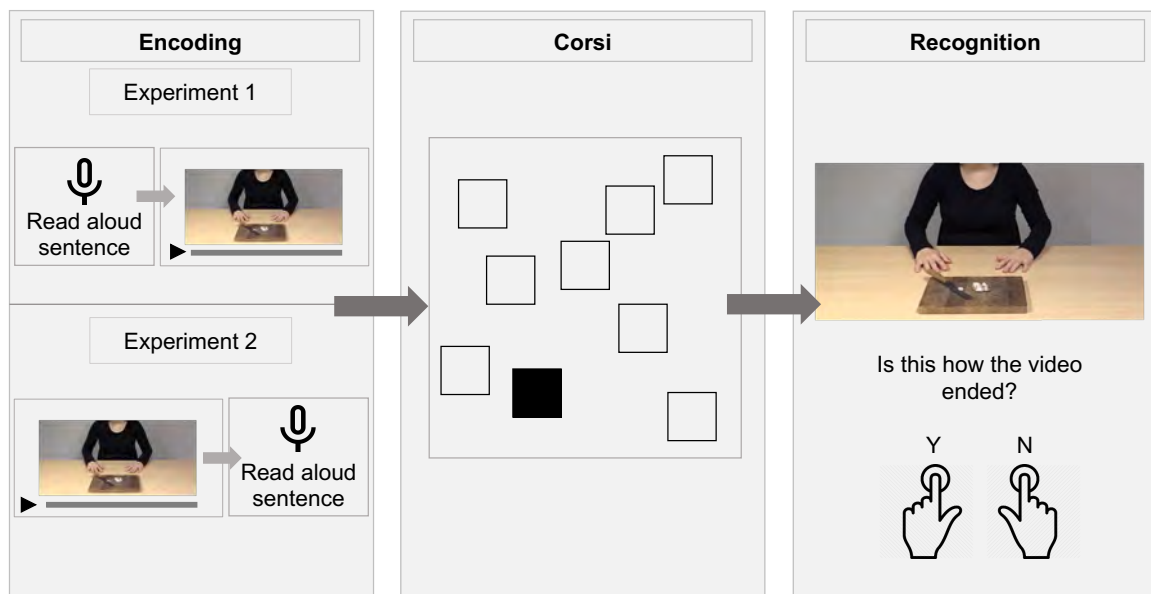 Encoding
Experiment 1
Read aloud
sentence
Experiment 2
Read aloud
sentence
Corsi
Recognition
Is this how the video
ended?
Y N